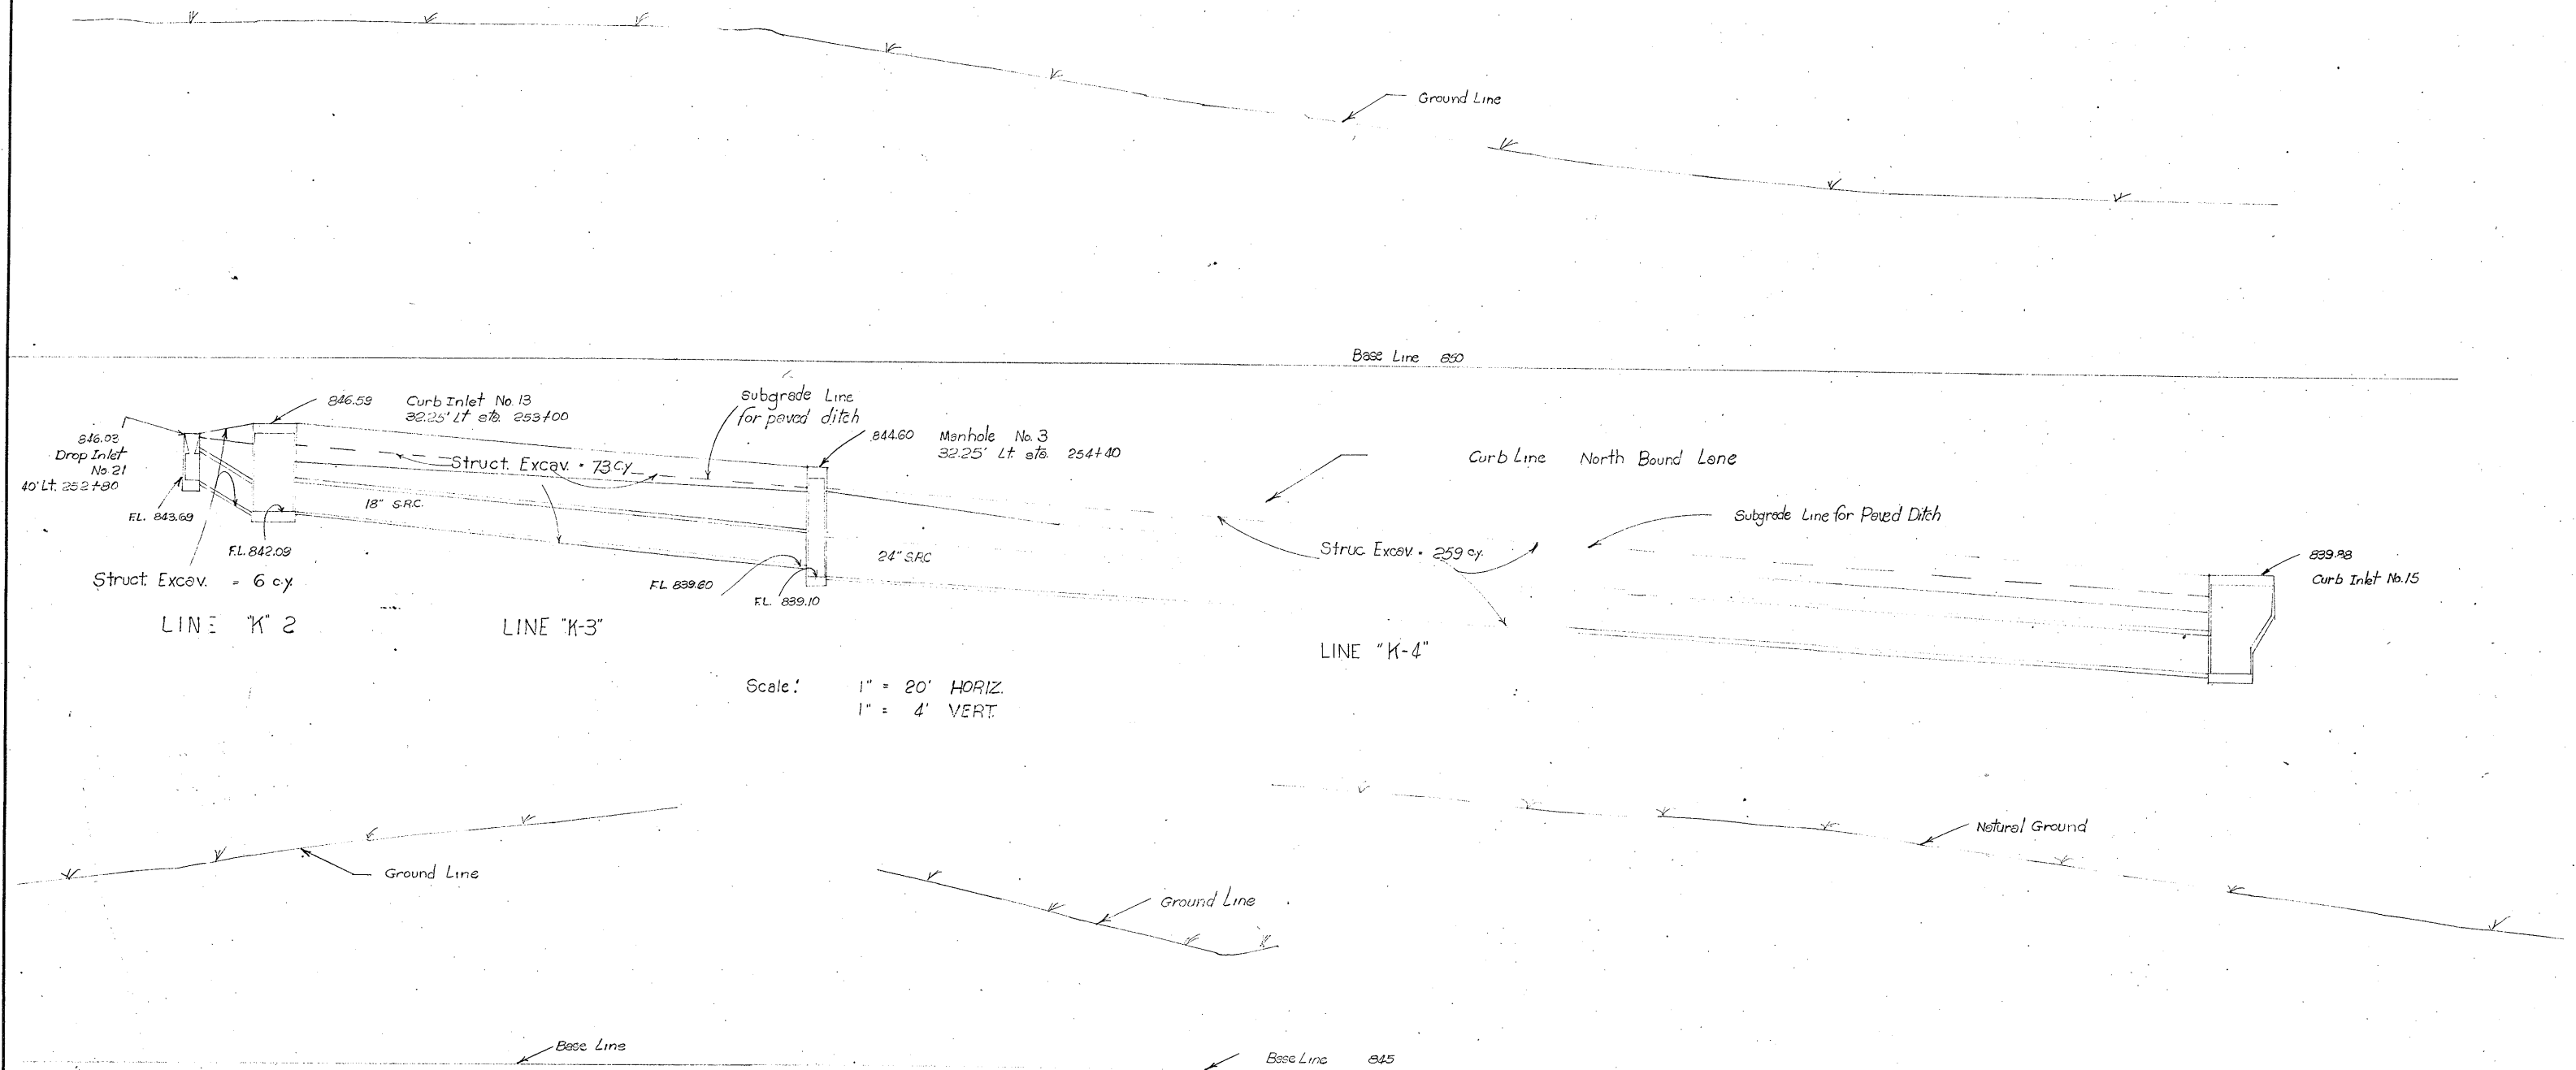 Ground Line
Base Line 850
846.59 Curb Inlet No. 13
32.25' Lt sta. 253+00
Subgrade Line
for paved ditch
846.03
Drop Inlet
No. 21
40' Lt. 252+80
844.60 Manhole No. 3
32.25' Lt. sta. 254+40
Curb Line North Bound Lane
Struct. Excav. = 73 c.y.
18" S.R.C.
F.L. 843.69
F.L. 842.09
Subgrade Line for Paved Ditch
Struc. Excav. = 259 c.y.
24" S.R.C
839.88
Curb Inlet No. 15
Struct. Excav. = 6 c.y.
F.L. 839.60
F.L. 839.10
LINE "K" 2
LINE "K-3"
LINE "K-4"
Scale: 1" = 20' HORIZ.
1" = 4' VERT.
Natural Ground
Ground Line
Ground Line
Base Line
Base Line 845